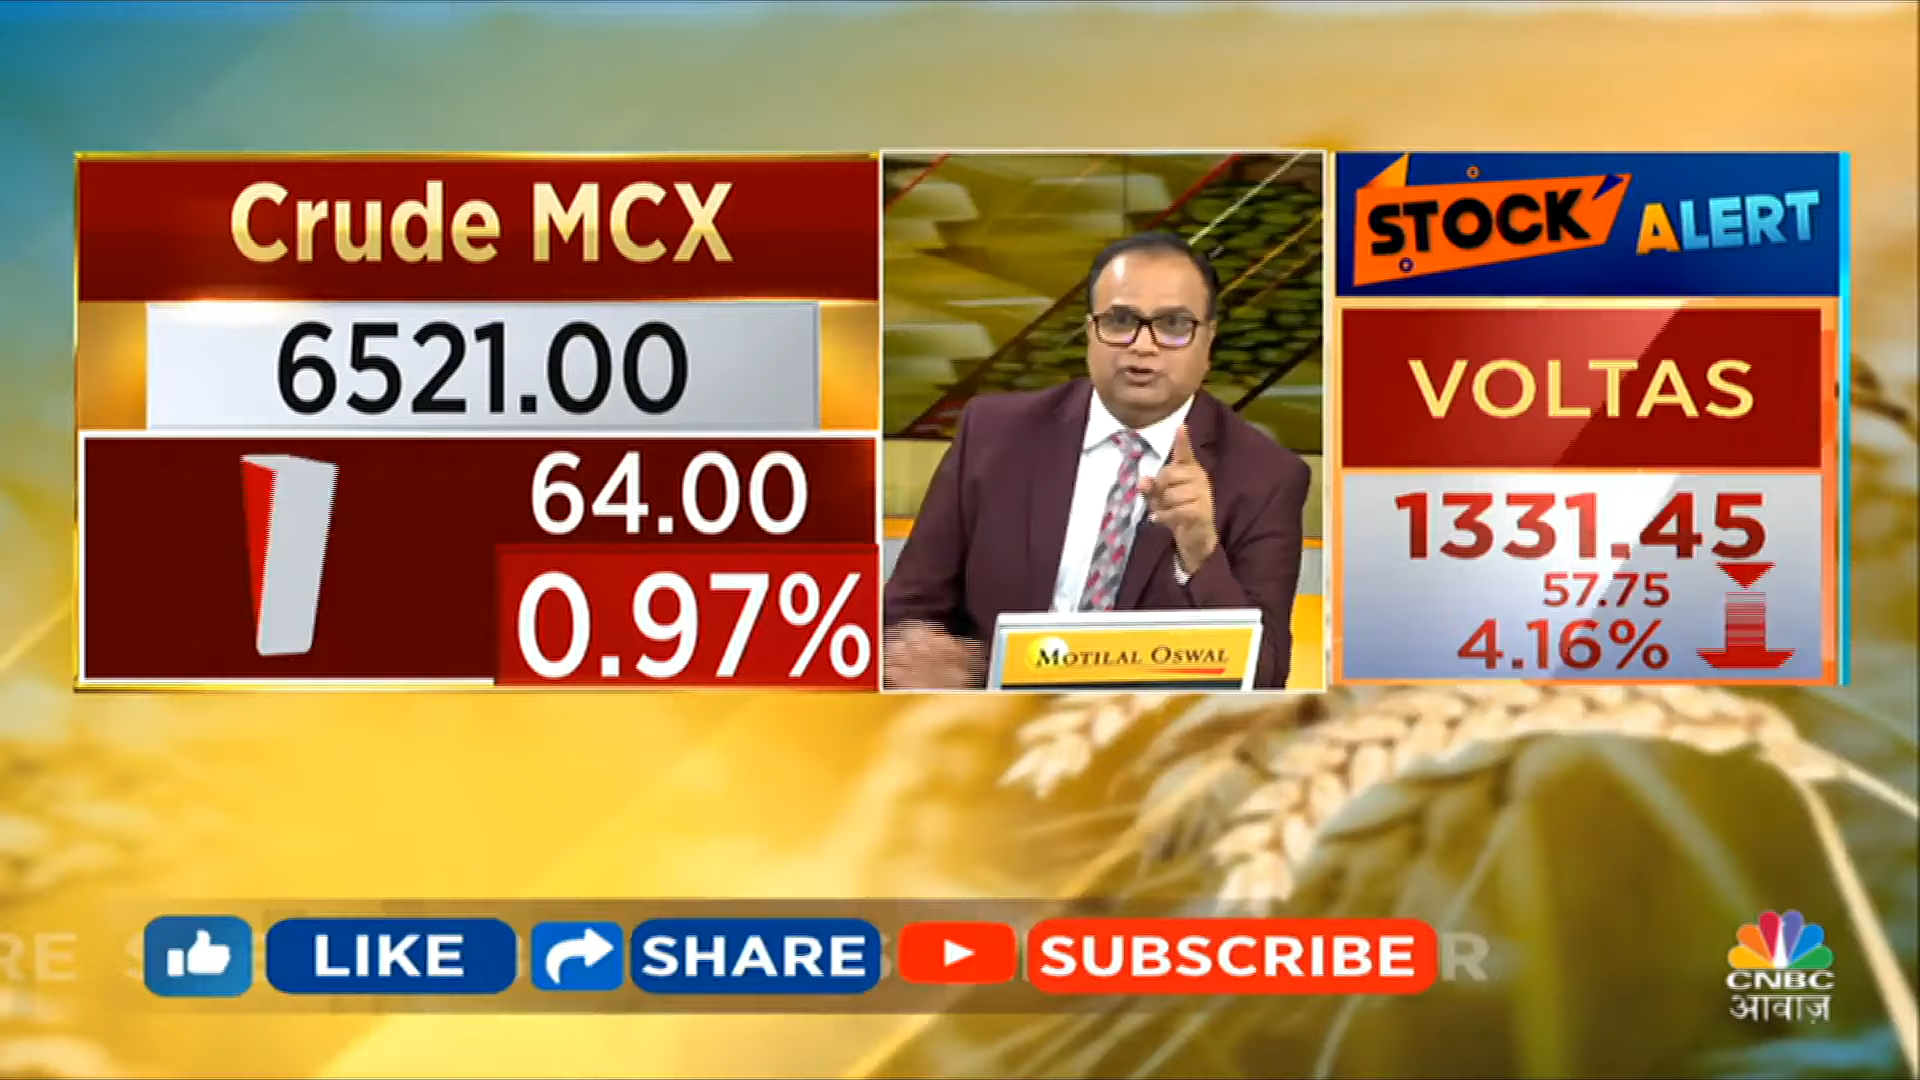 Crude MCX
6521.00
64.00
0.97%
MOTILAL OSWAL
STOCK ALERT
VOLTAS
1331.45
57.75
4.16%
RE
LIKE
SHARE
SUBSCRIBE
R
CNBC
आवाज़